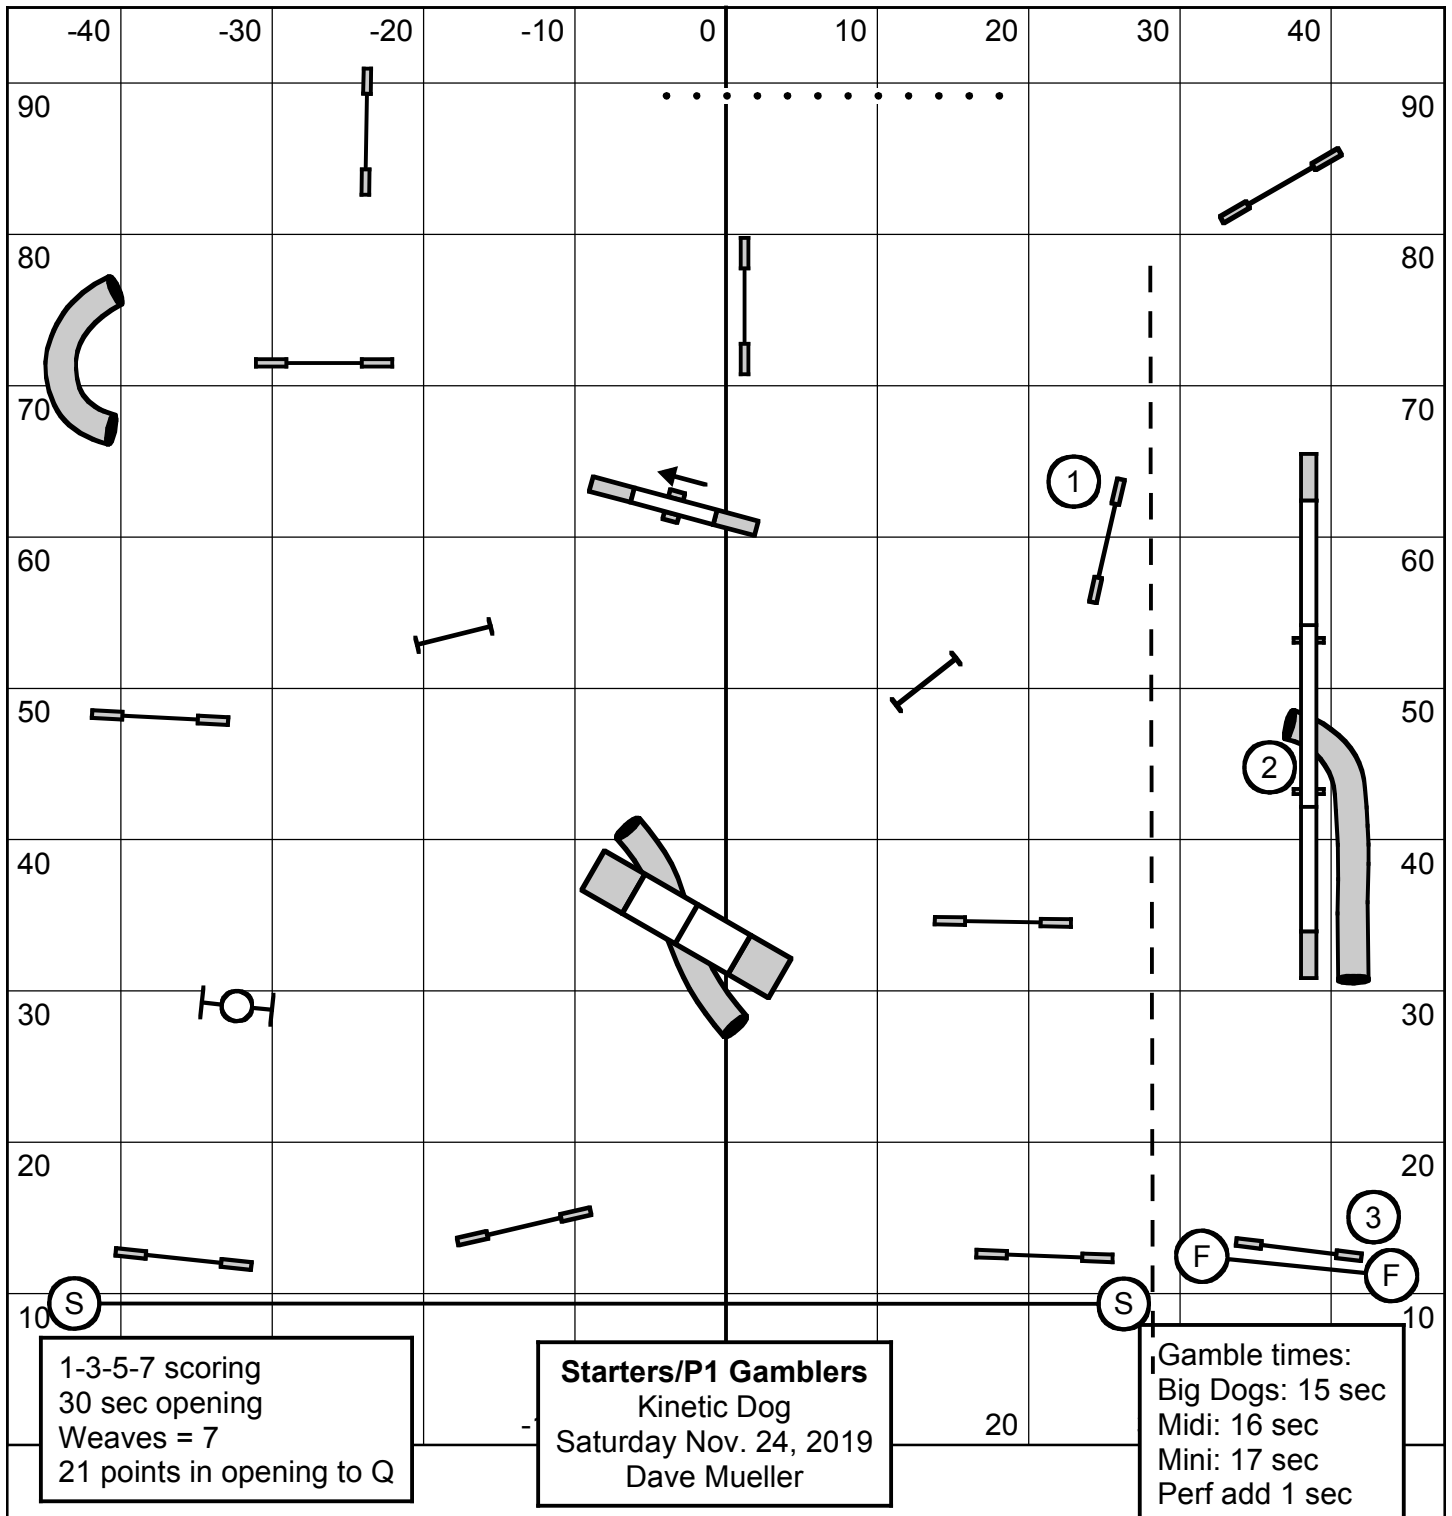 -40 -30 -20 -10 0 10 20 30 40
90 90
80 80
70 70
1
60 60
50 50
2
40 40
30 30
20 20
3
F F
S S
10 10
1-3-5-7 scoring
30 sec opening
Weaves = 7
21 points in opening to Q
Starters/P1 Gamblers
Kinetic Dog
Saturday Nov. 24, 2019
Dave Mueller
20
Gamble times:
Big Dogs: 15 sec
Midi: 16 sec
Mini: 17 sec
Perf add 1 sec